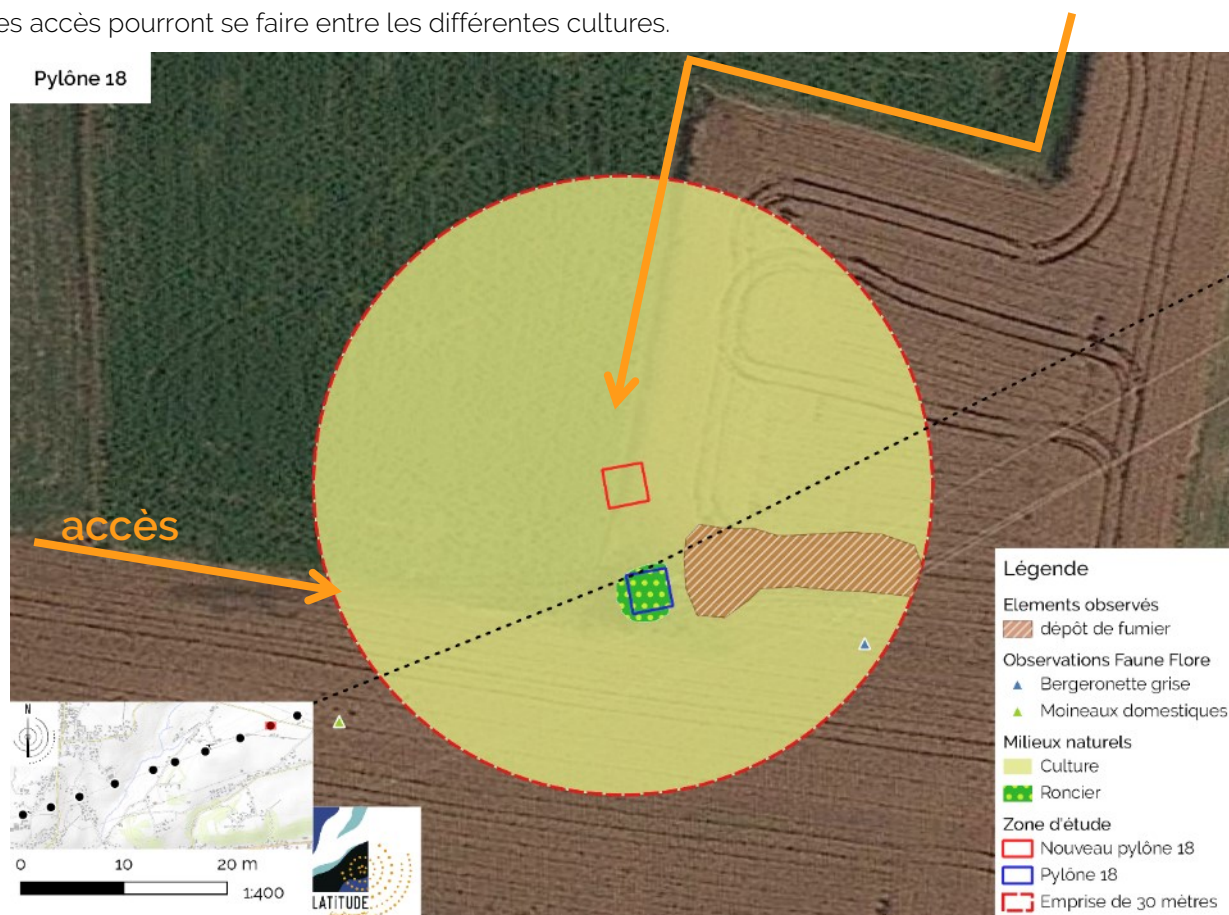 es accès pourront se faire entre les différentes cultures.
Pylône 18
accès
N
0 10 20 m
1:400
LATITUDE
Légende
Elements observés
dépôt de fumier
Observations Faune Flore
Bergeronette grise
Moineaux domestiques
Milieux naturels
Culture
Roncier
Zone d'étude
Nouveau pylône 18
Pylône 18
Emprise de 30 mètres